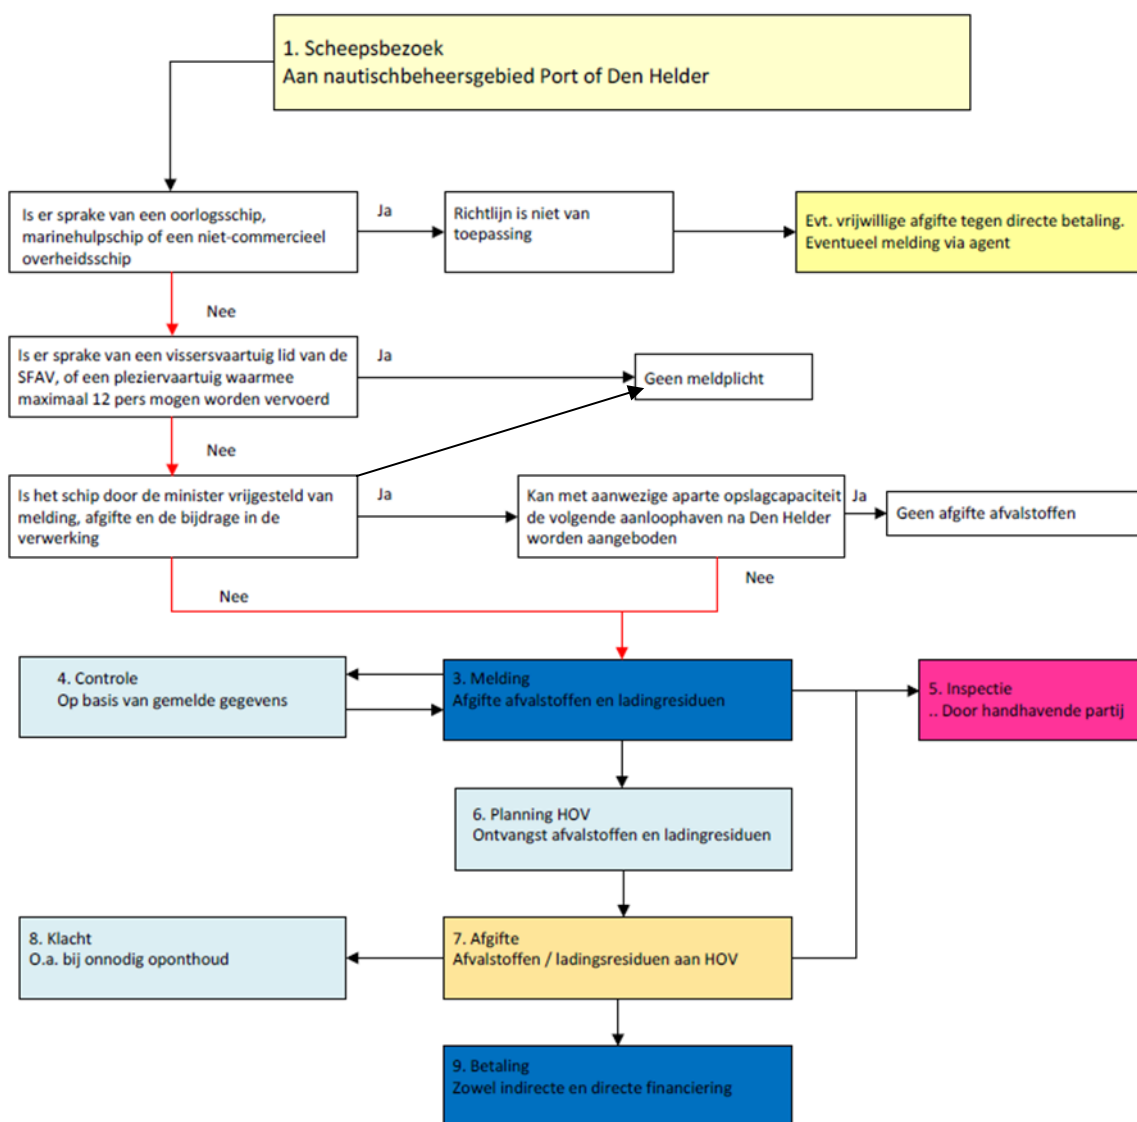 1. Scheepsbezoek
Aan nautischbeheersgebied Port of Den Helder
Is er sprake van een oorlogsschip,
marinehulpschip of een niet-commercieel
overheidsschip
Ja
Richtlijn is niet van
toepassing
Evt. vrijwillige afgifte tegen directe betaling.
Eventueel melding via agent
Nee
Is er sprake van een vissersvaartuig lid van de
SFAV, of een pleziervaartuig waarmee
maximaal 12 pers mogen worden vervoerd
Ja
Geen meldplicht
Nee
Is het schip door de minister vrijgesteld van
melding, afgifte en de bijdrage in de
verwerking
Ja
Kan met aanwezige aparte opslagcapaciteit
de volgende aanloophaven na Den Helder
worden aangeboden
Ja
Geen afgifte afvalstoffen
Nee
Nee
4. Controle
Op basis van gemelde gegevens
3. Melding
Afgifte afvalstoffen en ladingresiduen
5. Inspectie
.. Door handhavende partij
6. Planning HOV
Ontvangst afvalstoffen en ladingresiduen
8. Klacht
O.a. bij onnodig oponthoud
7. Afgifte
Afvalstoffen / ladingsresiduen aan HOV
9. Betaling
Zowel indirecte en directe financiering